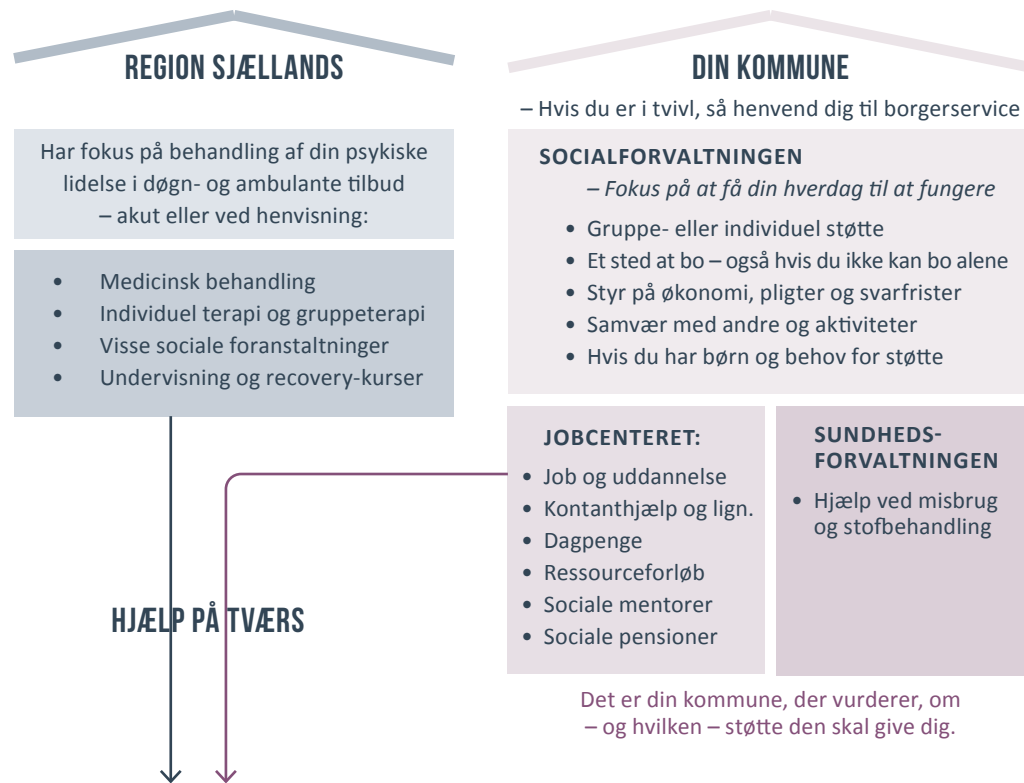 REGION SJÆLLANDS
Har fokus på behandling af din psykiske
lidelse i døgn- og ambulante tilbud
– akut eller ved henvisning:
• Medicinsk behandling
• Individuel terapi og gruppeterapi
• Visse sociale foranstaltninger
• Undervisning og recovery-kurser
HJÆLP PÅ TVÆRS
DIN KOMMUNE
– Hvis du er i tvivl, så henvend dig til borgerservice
SOCIALFORVALTNINGEN
– Fokus på at få din hverdag til at fungere
• Gruppe- eller individuel støtte
• Et sted at bo – også hvis du ikke kan bo alene
• Styr på økonomi, pligter og svarfrister
• Samvær med andre og aktiviteter
• Hvis du har børn og behov for støtte
JOBCENTERET:
• Job og uddannelse
• Kontanthjælp og lign.
• Dagpenge
• Ressourceforløb
• Sociale mentorer
• Sociale pensioner
SUNDHEDS-
FORVALTNINGEN
• Hjælp ved misbrug
og stofbehandling
Det er din kommune, der vurderer, om
– og hvilken – støtte den skal give dig.